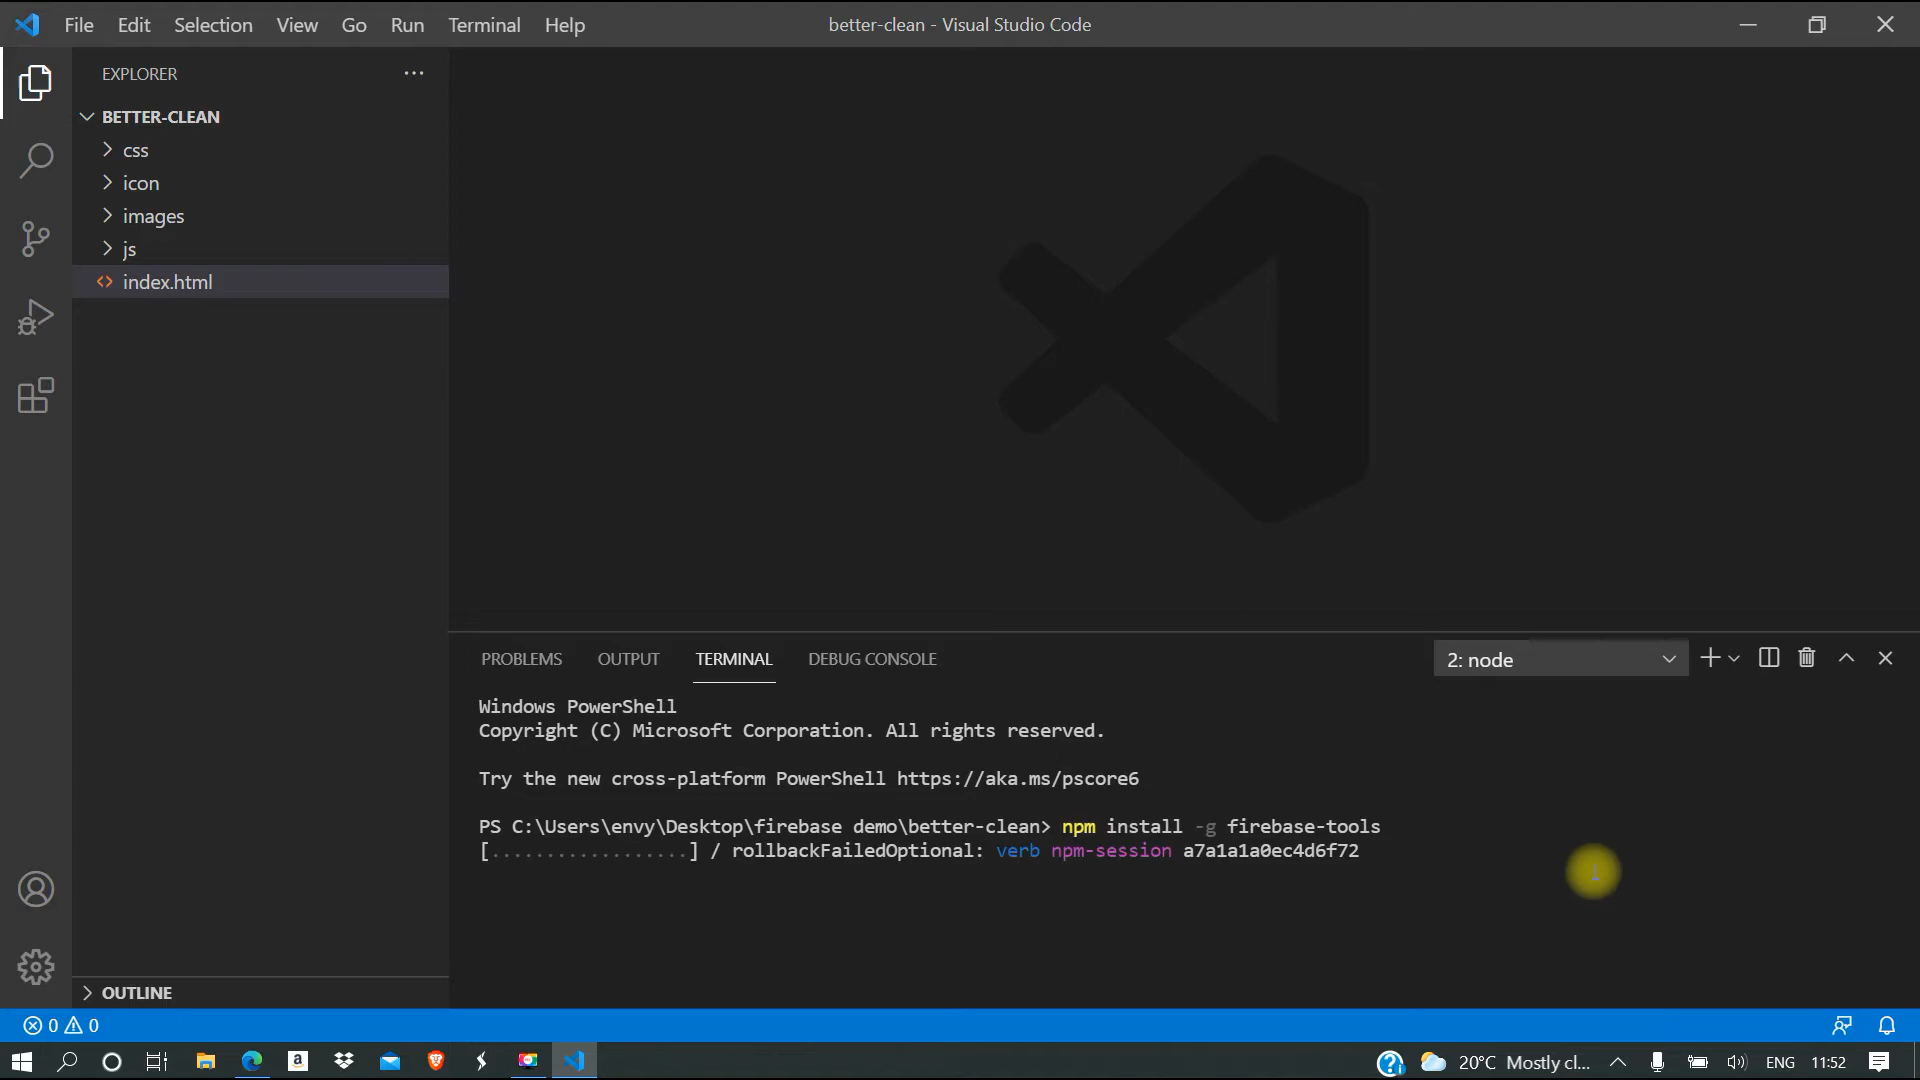 File Edit Selection View Go Run Terminal Help
better-clean - Visual Studio Code
EXPLORER
BETTER-CLEAN
css
icon
images
js
index.html
OUTLINE
PROBLEMS OUTPUT TERMINAL DEBUG CONSOLE
2: node
Windows PowerShell
Copyright (C) Microsoft Corporation. All rights reserved.
Try the new cross-platform PowerShell https://aka.ms/pscore6
PS C:\Users\envy\Desktop\firebase demo\better-clean> npm install -g firebase-tools
[..................] / rollbackFailedOptional: verb npm-session a7a1a1a0ec4d6f72
0 0
20°C Mostly cl... ENG 11:52